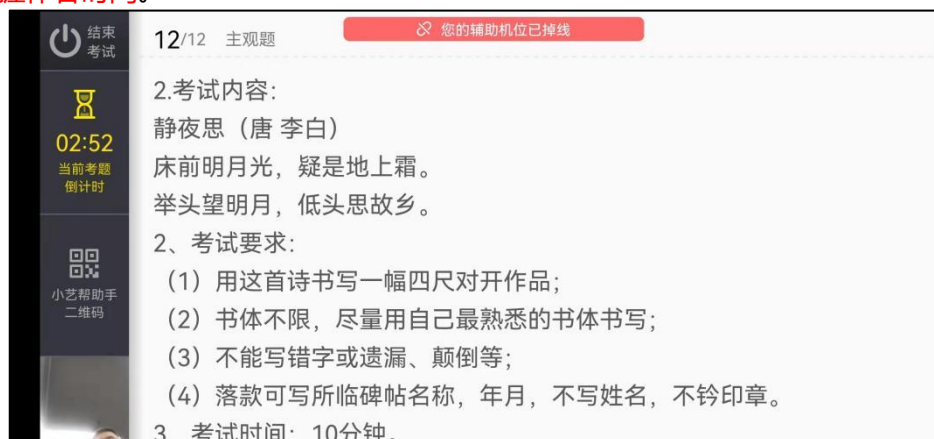 结束
考试
12/12 主观题
您的辅助机位已掉线
02:52
当前考题
倒计时
小艺帮助手
二维码
2.考试内容:
静夜思（唐 李白）
床前明月光，疑是地上霜。
举头望明月，低头思故乡。
2、考试要求:
（1）用这首诗书写一幅四尺对开作品;
（2）书体不限，尽量用自己最熟悉的书体书写;
（3）不能写错字或遗漏、颠倒等;
（4）落款可写所临碑帖名称，年月，不写姓名，不钤印章。
3、考试时间: 10分钟。